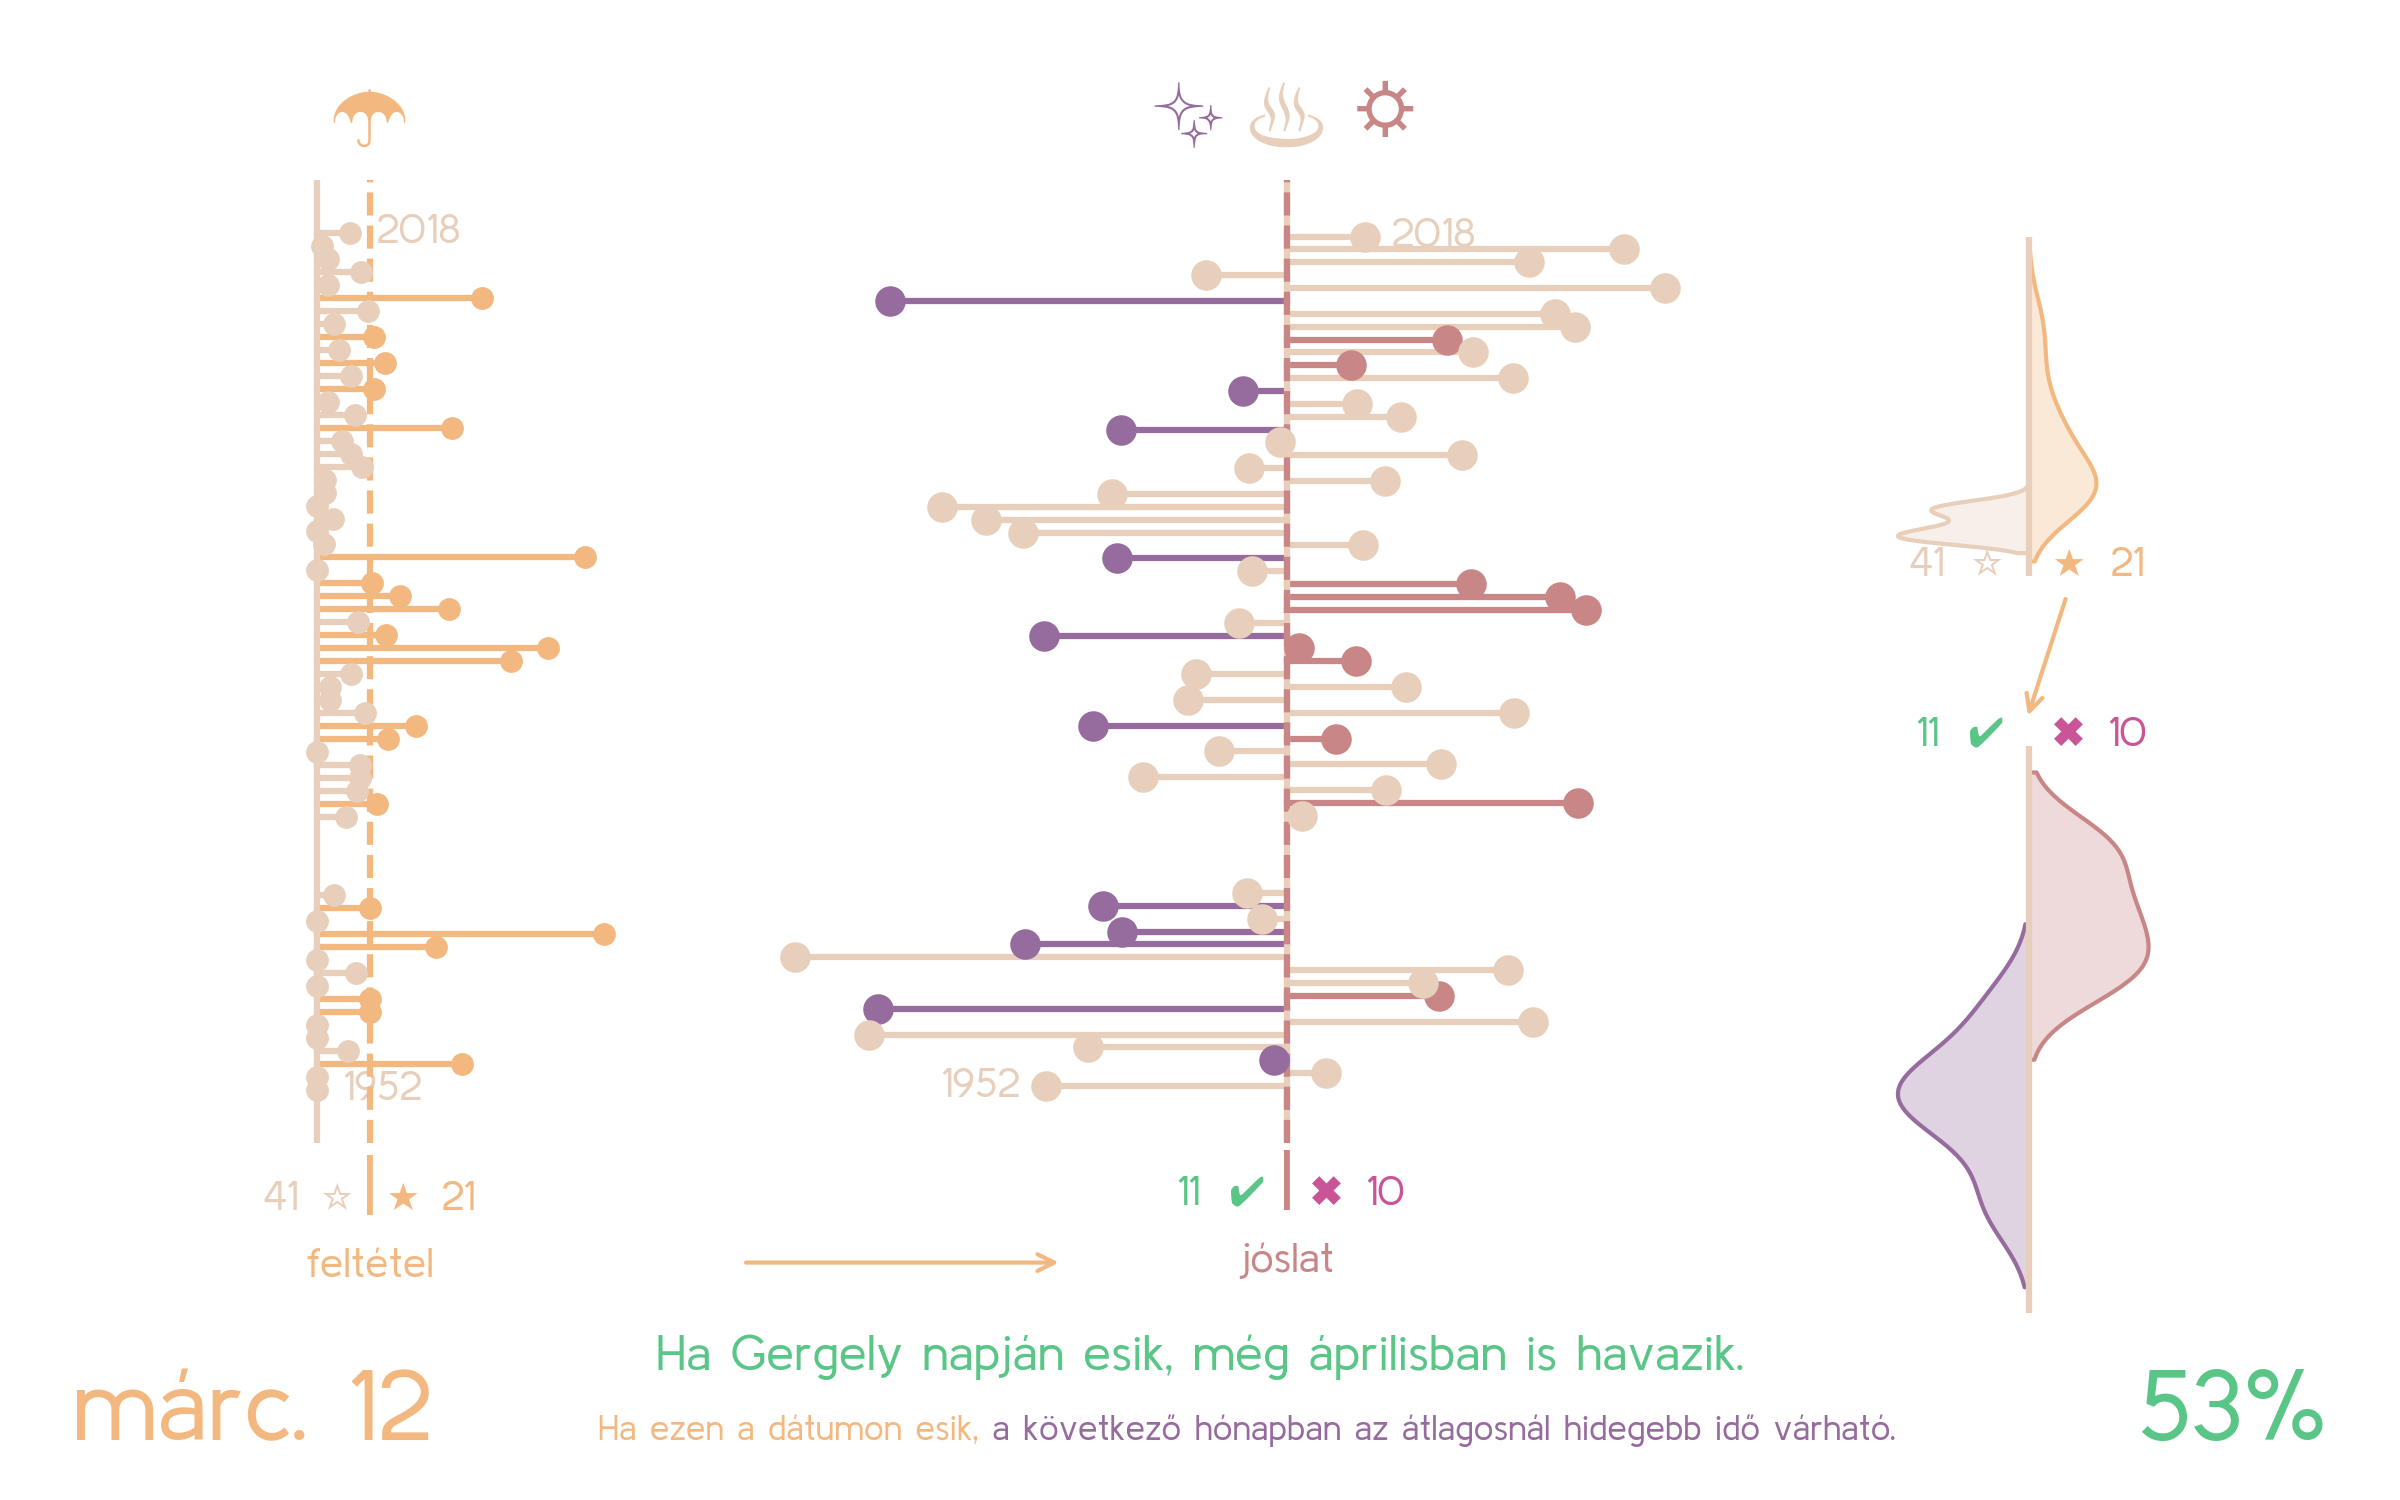 2018
2018
41 ☆ ★ 21
11 ✔ ✖ 10
1952
1952
41 ☆ ★ 21
11 ✔ ✖ 10
feltétel
jóslat
Ha Gergely napján esik, még áprilisban is havazik.
márc. 12
53%
Ha ezen a dátumon esik, a következő hónapban az átlagosnál hidegebb idő várható.